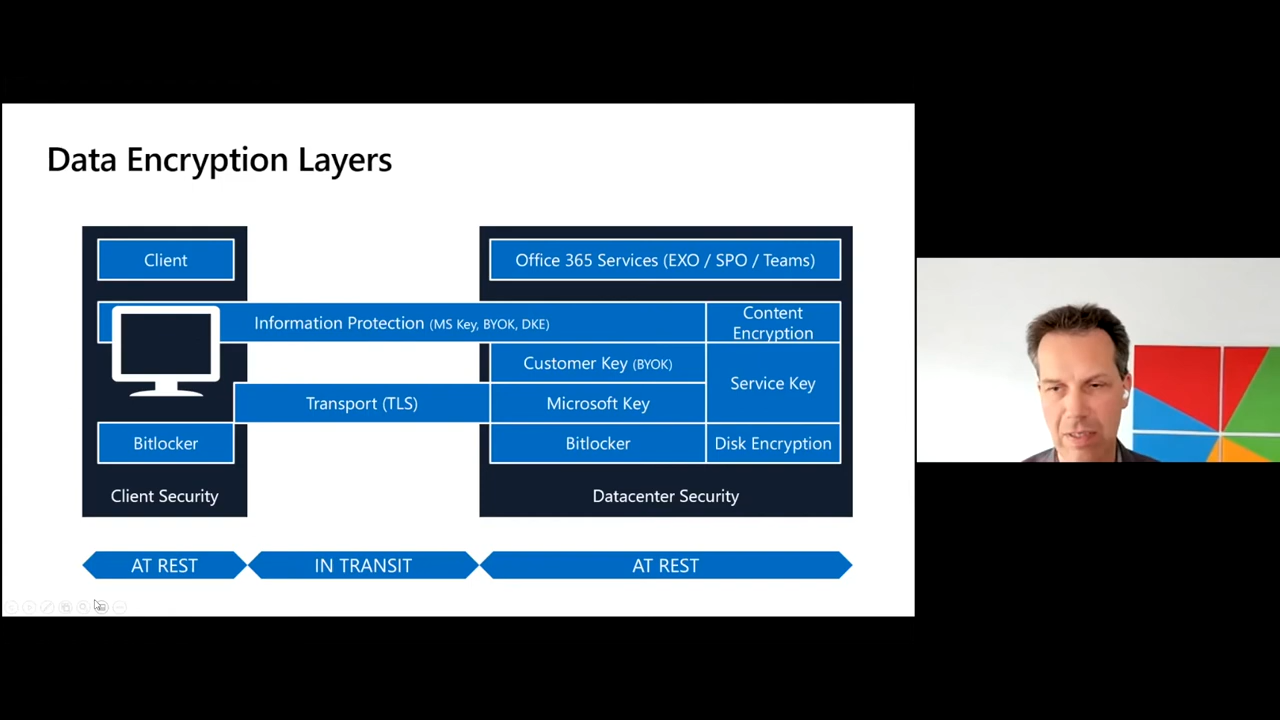 Data Encryption Layers
Client
Office 365 Services (EXO / SPO / Teams)
Information Protection (MS Key, BYOK, DKE)
Content
Encryption
Customer Key (BYOK)
Service Key
Transport (TLS)
Microsoft Key
Bitlocker
Bitlocker
Disk Encryption
Client Security
Datacenter Security
AT REST
IN TRANSIT
AT REST